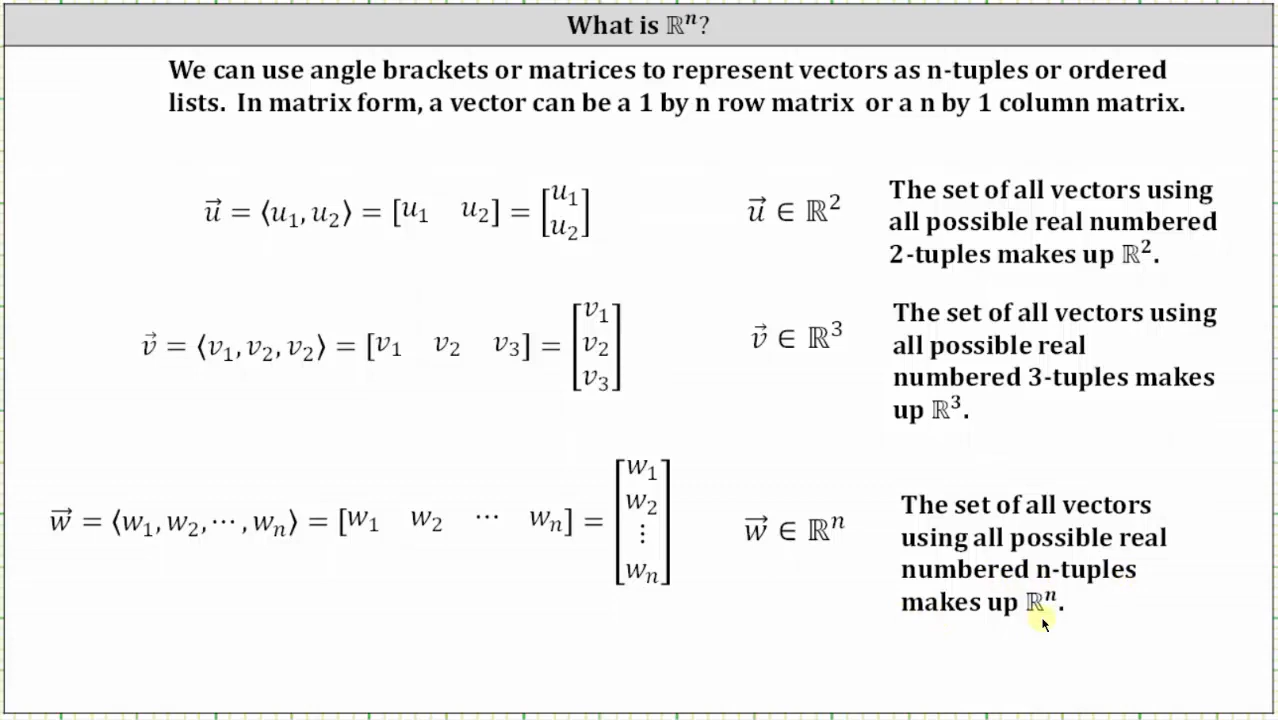 What is ℝⁿ?
We can use angle brackets or matrices to represent vectors as n-tuples or ordered
lists. In matrix form, a vector can be a 1 by n row matrix or a n by 1 column matrix.
u⃗ = ⟨u₁, u₂⟩ = [u₁ u₂] = [u₁ u₂] u⃗ ∈ ℝ²
The set of all vectors using
all possible real numbered
2-tuples makes up ℝ².
v⃗ = ⟨v₁, v₂, v₂⟩ = [v₁ v₂ v₃] = [v₁ v₂ v₃] v⃗ ∈ ℝ³
The set of all vectors using
all possible real
numbered 3-tuples makes
up ℝ³.
w⃗ = ⟨w₁, w₂, ⋯ , wₙ⟩ = [w₁ w₂ ⋯ wₙ] = [w₁ w₂ ⋮ wₙ] w⃗ ∈ ℝⁿ
The set of all vectors
using all possible real
numbered n-tuples
makes up ℝⁿ.